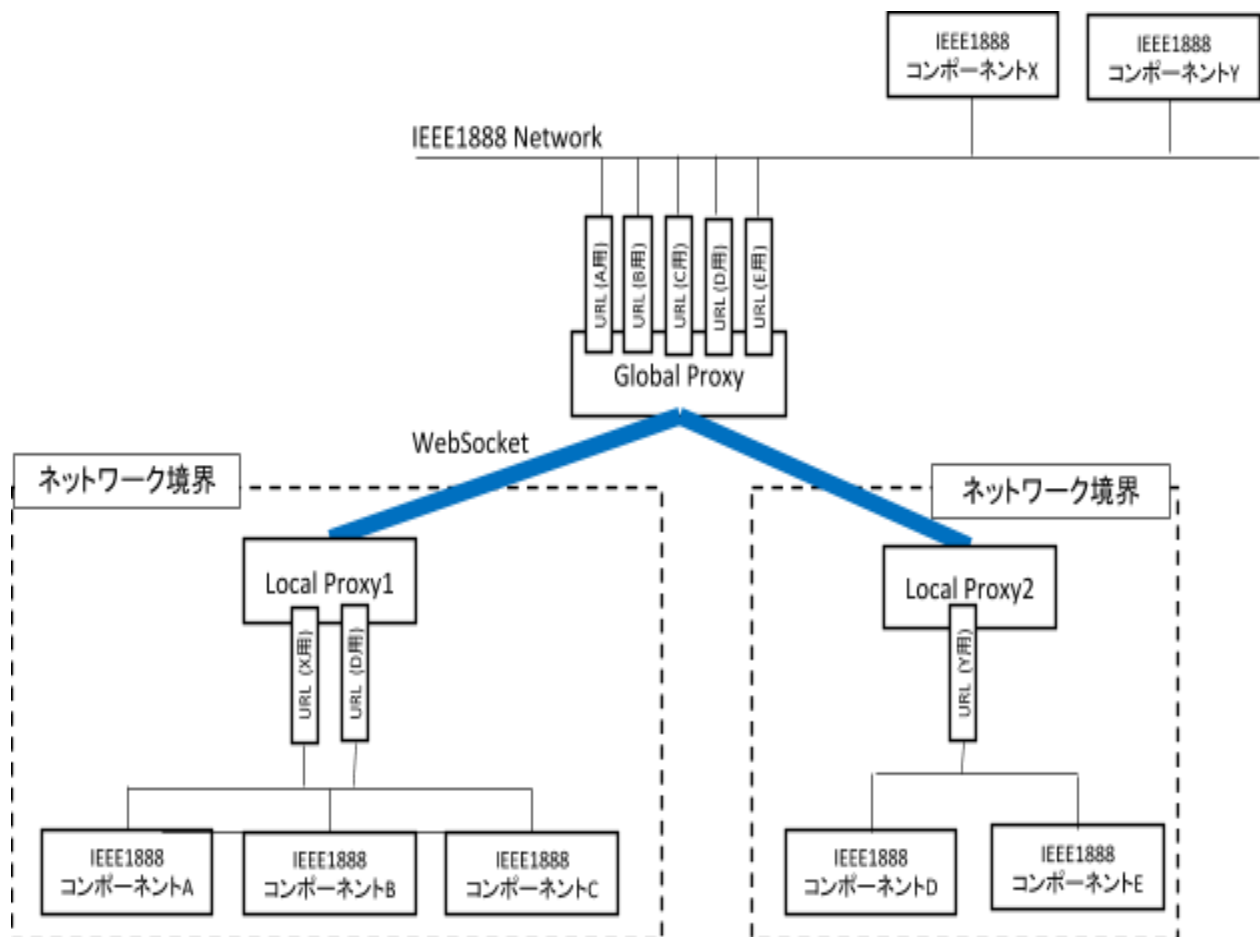 IEEE1888
コンポーネントX
IEEE1888
コンポーネントY
IEEE1888 Network
URL (A用)
URL (B用)
URL (C用)
URL (D用)
URL (E用)
Global Proxy
WebSocket
ネットワーク境界
ネットワーク境界
Local Proxy1
Local Proxy2
URL (X用)
URL (D用)
URL (Y用)
IEEE1888
コンポーネントA
IEEE1888
コンポーネントB
IEEE1888
コンポーネントC
IEEE1888
コンポーネントD
IEEE1888
コンポーネントE